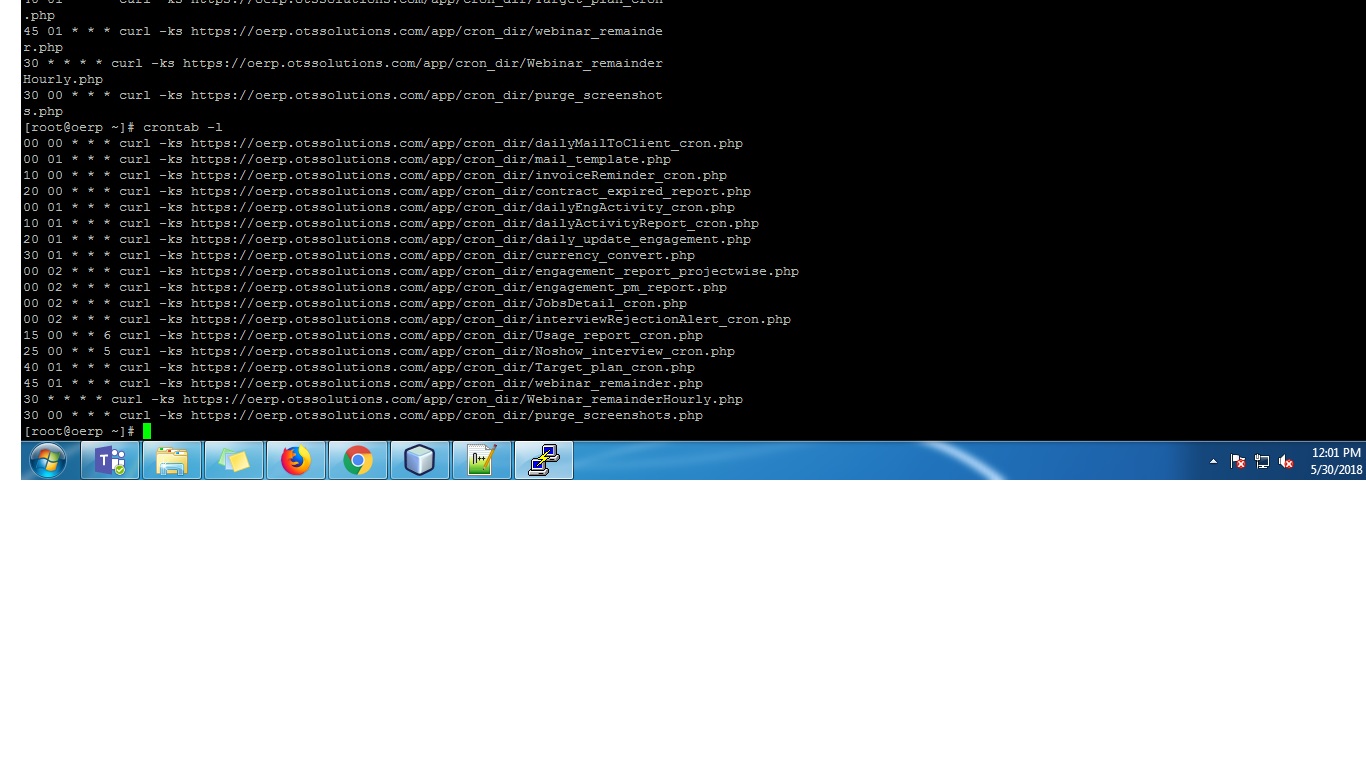 .php
45 01 * * * curl -ks https://oerp.otssolutions.com/app/cron_dir/webinar_remainde
r.php
30 * * * * curl -ks https://oerp.otssolutions.com/app/cron_dir/Webinar_remainder
Hourly.php
30 00 * * * curl -ks https://oerp.otssolutions.com/app/cron_dir/purge_screenshot
s.php
[root@oerp ~]# crontab -l
00 00 * * * curl -ks https://oerp.otssolutions.com/app/cron_dir/dailyMailToClient_cron.php
00 01 * * * curl -ks https://oerp.otssolutions.com/app/cron_dir/mail_template.php
10 00 * * * curl -ks https://oerp.otssolutions.com/app/cron_dir/invoiceReminder_cron.php
20 00 * * * curl -ks https://oerp.otssolutions.com/app/cron_dir/contract_expired_report.php
00 01 * * * curl -ks https://oerp.otssolutions.com/app/cron_dir/dailyEngActivity_cron.php
10 01 * * * curl -ks https://oerp.otssolutions.com/app/cron_dir/dailyActivityReport_cron.php
20 01 * * * curl -ks https://oerp.otssolutions.com/app/cron_dir/daily_update_engagement.php
30 01 * * * curl -ks https://oerp.otssolutions.com/app/cron_dir/currency_convert.php
00 02 * * * curl -ks https://oerp.otssolutions.com/app/cron_dir/engagement_report_projectwise.php
00 02 * * * curl -ks https://oerp.otssolutions.com/app/cron_dir/engagement_pm_report.php
00 02 * * * curl -ks https://oerp.otssolutions.com/app/cron_dir/JobsDetail_cron.php
00 02 * * * curl -ks https://oerp.otssolutions.com/app/cron_dir/interviewRejectionAlert_cron.php
15 00 * * 6 curl -ks https://oerp.otssolutions.com/app/cron_dir/Usage_report_cron.php
25 00 * * 5 curl -ks https://oerp.otssolutions.com/app/cron_dir/Noshow_interview_cron.php
40 01 * * * curl -ks https://oerp.otssolutions.com/app/cron_dir/Target_plan_cron.php
45 01 * * * curl -ks https://oerp.otssolutions.com/app/cron_dir/webinar_remainder.php
30 * * * * curl -ks https://oerp.otssolutions.com/app/cron_dir/Webinar_remainderHourly.php
30 00 * * * curl -ks https://oerp.otssolutions.com/app/cron_dir/purge_screenshots.php
[root@oerp ~]#
12:01 PM
5/30/2018